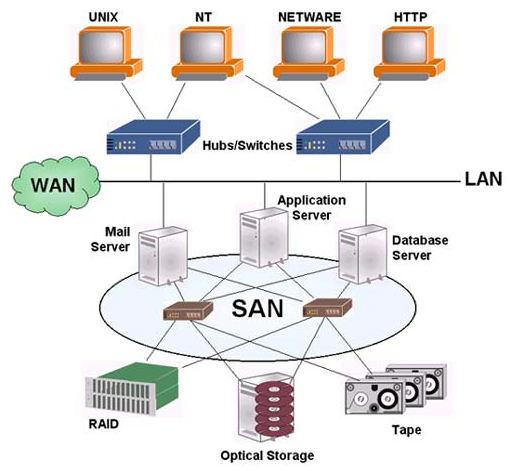 UNIX
NT
NETWARE
HTTP
Hubs/Switches
WAN
LAN
Application
Server
Mail
Server
Database
Server
SAN
RAID
Optical Storage
Tape